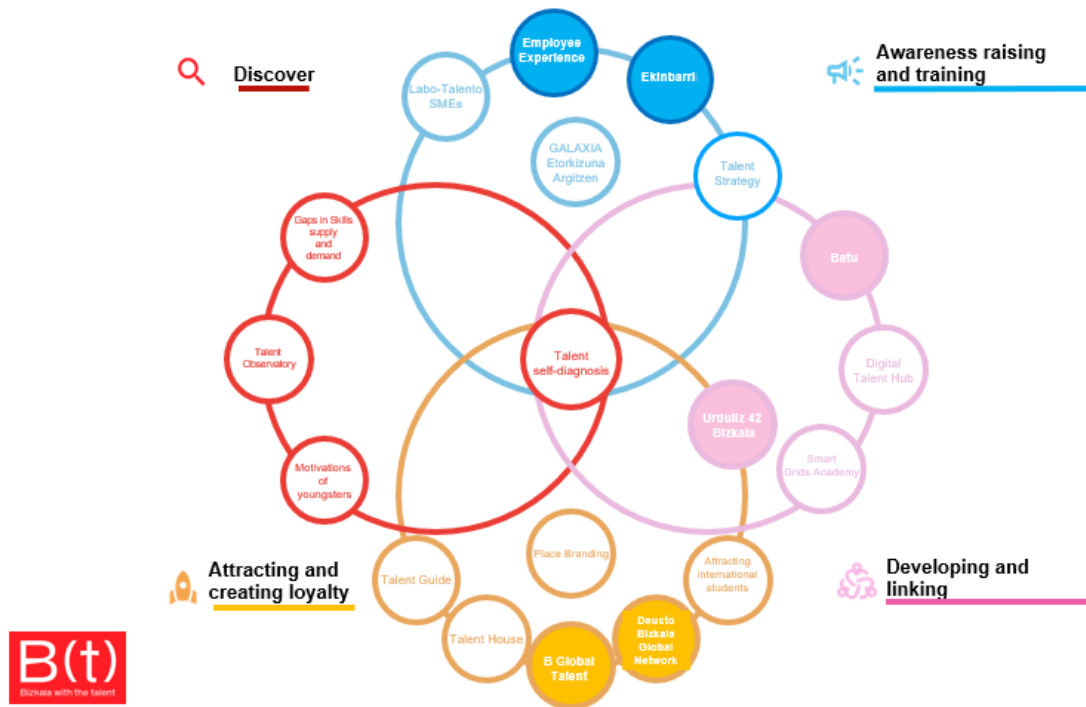 Discover
Awareness raising
and training
Employee
Experience
Ekinbarri
Labo-Talento
SMEs
GALAXIA
Etorkizuna
Argitzen
Talent
Strategy
Gaps in Skills
supply
and
demand
Batu
Talent
Observatory
Talent
self-diagnosis
Digital
Talent Hub
Urduliz 42
Bizkaia
Smart
Grids Academy
Motivations
of
youngsters
Place Branding
Attracting and
creating loyalty
Talent Guide
Attracting
international
students
Developing and
linking
Talent House
B Global
Talent
Deusto
Bizkaia
Global
Network
B(t)
Bizkaia with the talent